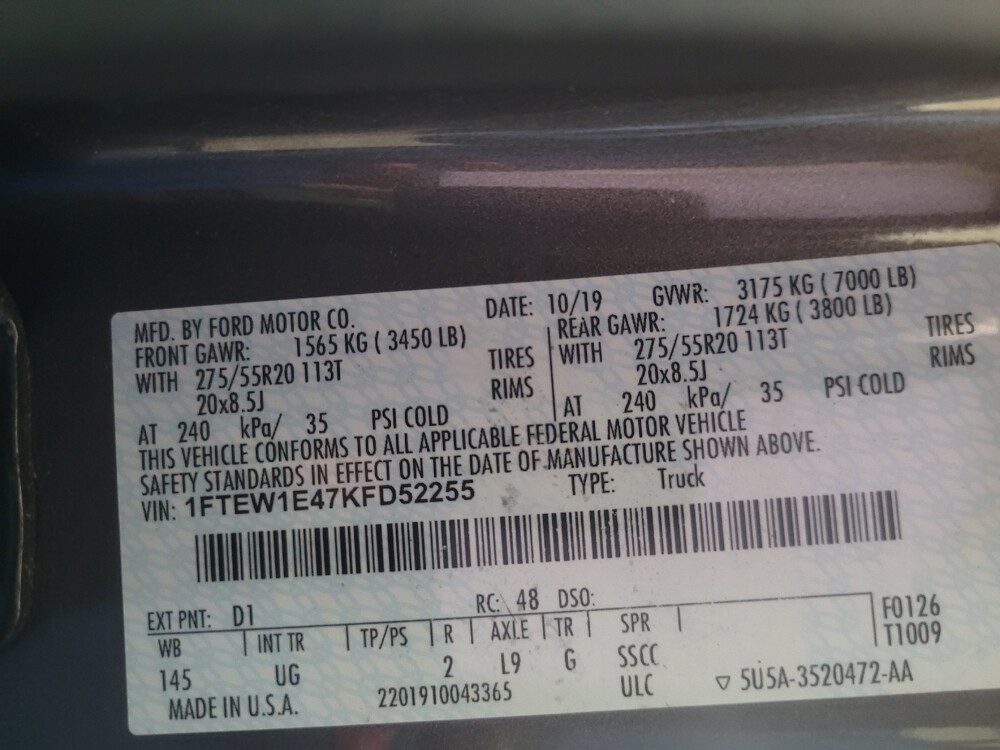 MFD. BY FORD MOTOR CO. DATE: 10/19 GVWR: 3175 KG ( 7000 LB)
FRONT GAWR: 1565 KG ( 3450 LB) REAR GAWR: 1724 KG ( 3800 LB)
WITH 275/55R20 113T TIRES WITH 275/55R20 113T TIRES
20x8.5J RIMS 20x8.5J RIMS
AT 240 kPa/ 35 PSI COLD AT 240 kPa/ 35 PSI COLD
THIS VEHICLE CONFORMS TO ALL APPLICABLE FEDERAL MOTOR VEHICLE
SAFETY STANDARDS IN EFFECT ON THE DATE OF MANUFACTURE SHOWN ABOVE.
VIN: 1FTEW1E47KFD52255 TYPE: Truck
EXT PNT: D1 RC: 48 DSO: F0126
WB INT TR TP/PS R AXLE TR SPR T1009
145 UG 2 L9 G SSCC
MADE IN U.S.A. 2201910043365 ULC ▽ 5U5A-3520472-AA